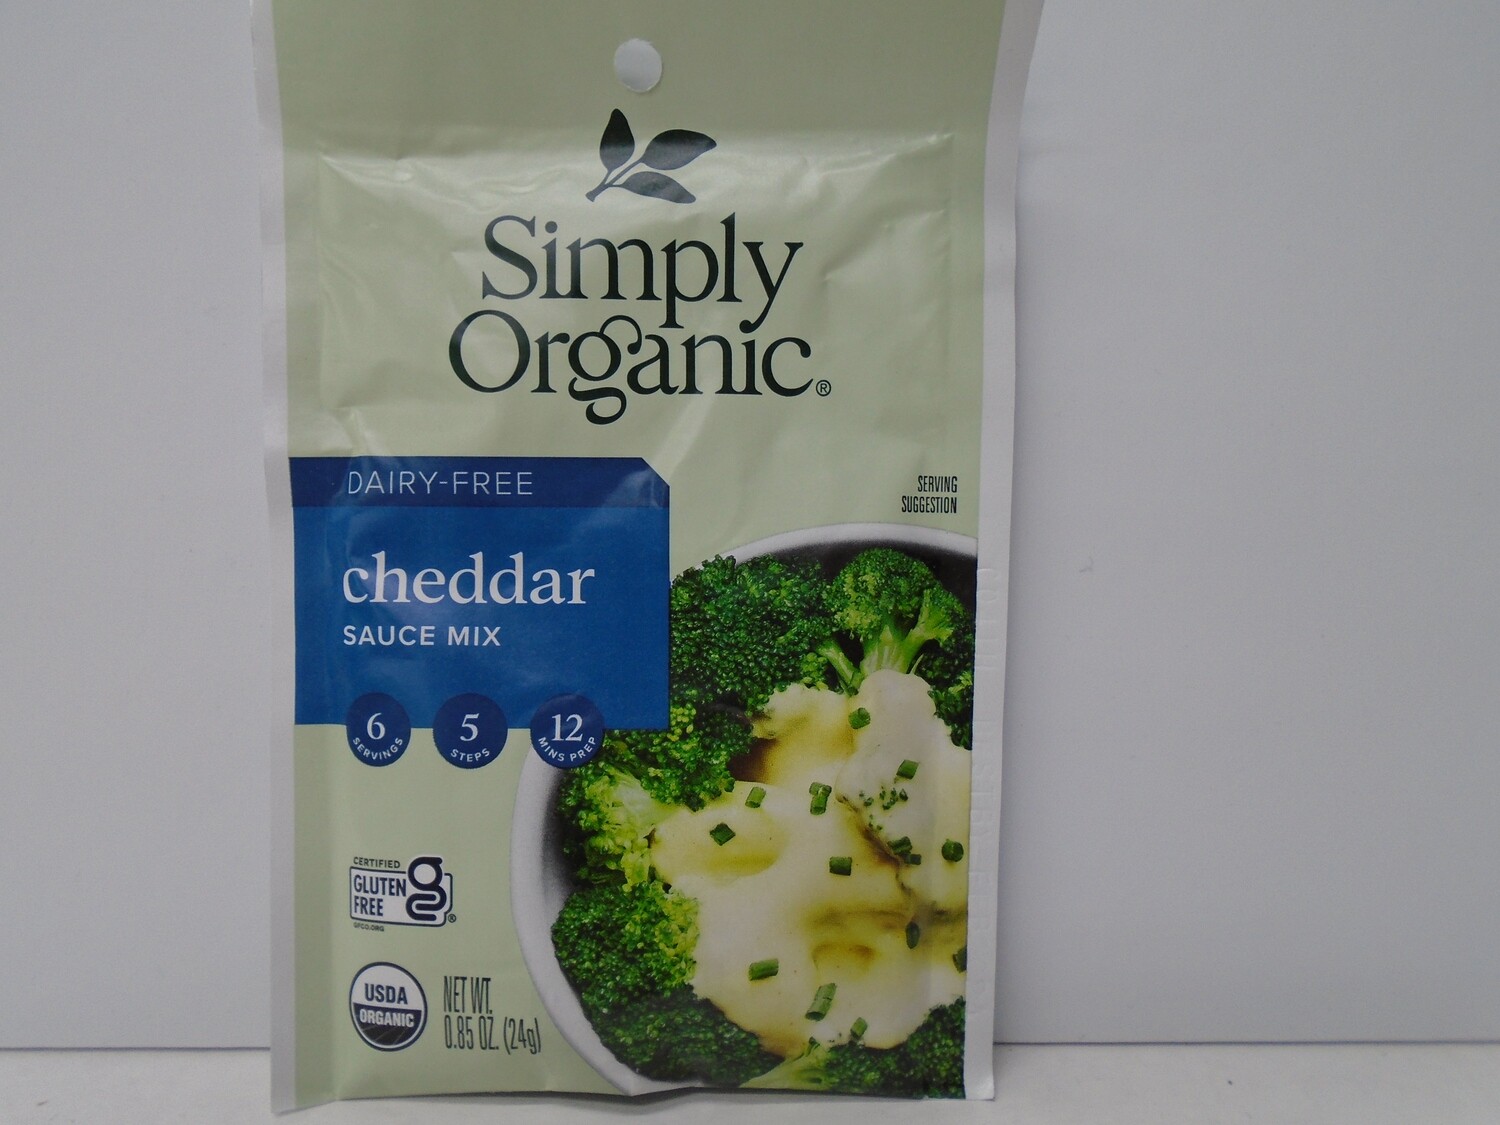 Simply
Organic®
DAIRY-FREE
SERVING
SUGGESTION
cheddar
SAUCE MIX
6
SERVINGS
5
STEPS
12
MINS PREP
CERTIFIED
GLUTEN
FREE
®
GFCO.ORG
USDA
ORGANIC
NET WT.
0.85 OZ. (24g)